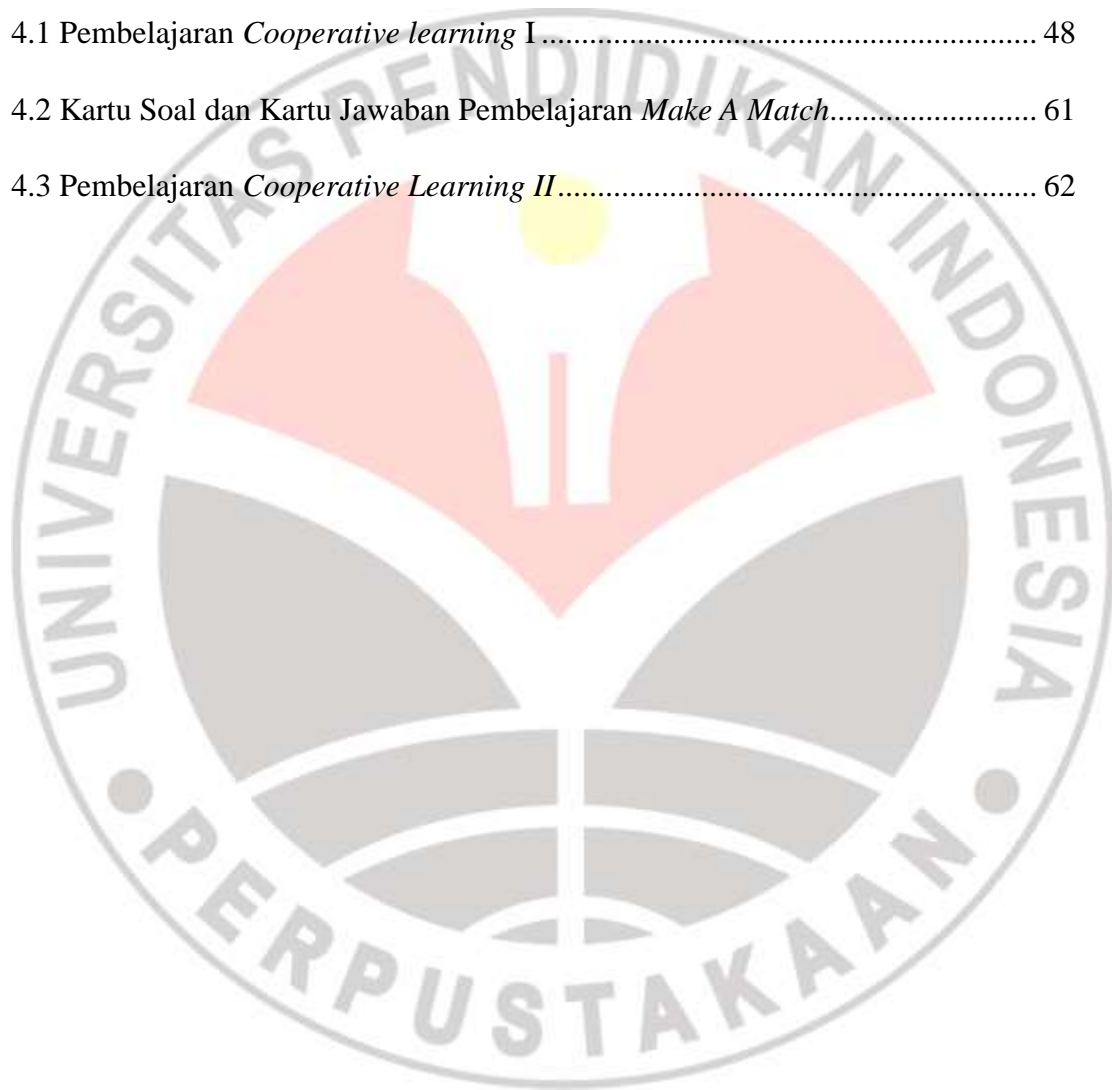 4.1 Pembelajaran Cooperative learning I ............................................................. 48
4.2 Kartu Soal dan Kartu Jawaban Pembelajaran Make A Match.......................... 61
4.3 Pembelajaran Cooperative Learning II............................................................ 62
UNIVERSITAS PENDIDIKAN INDONESIA
PERPUSTAKAAN